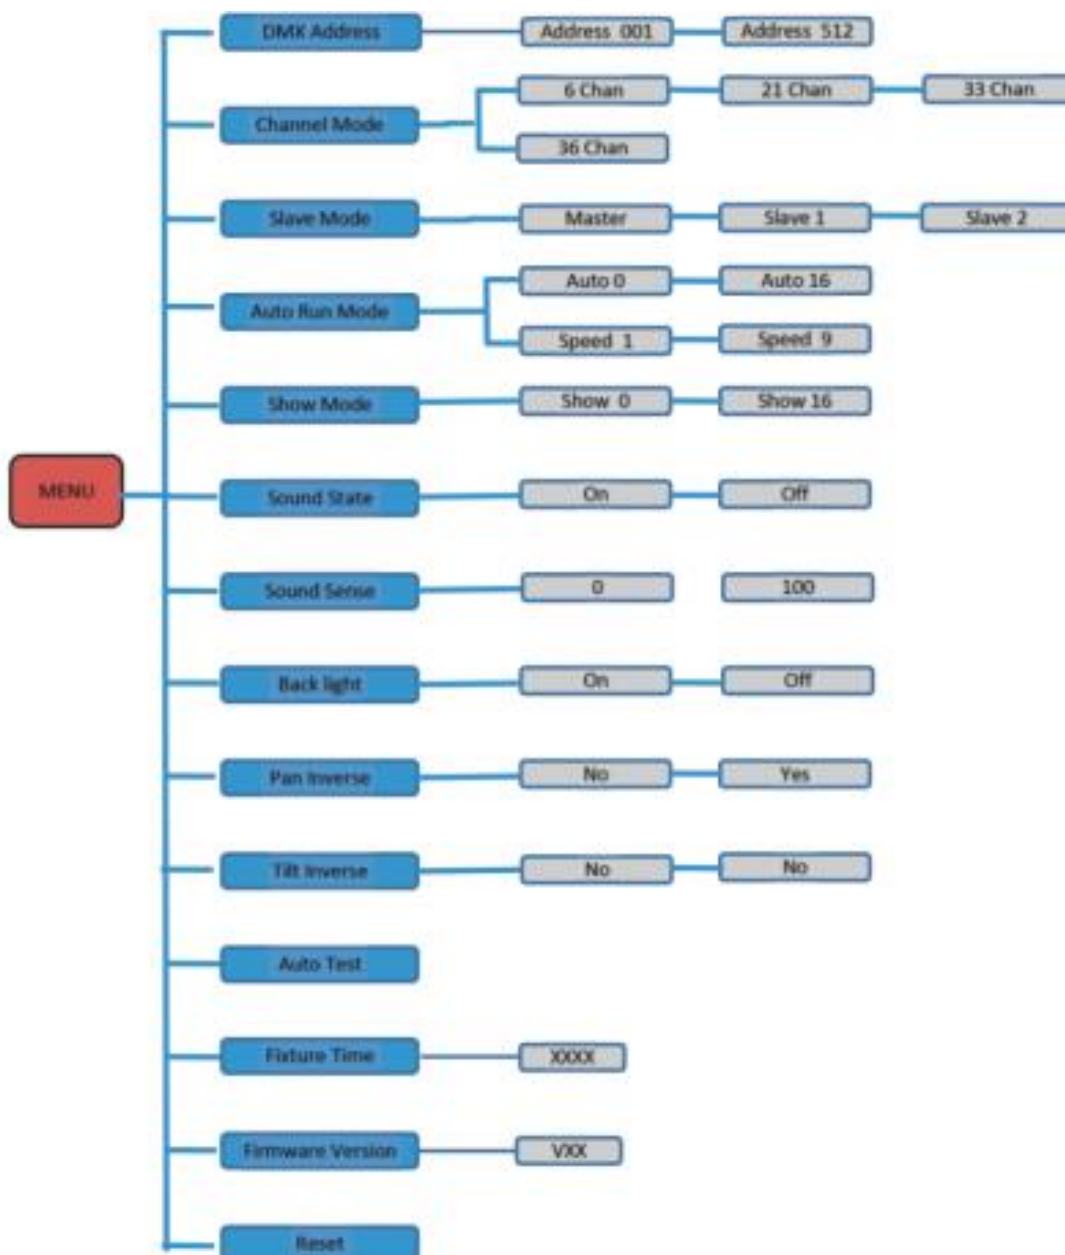 DMX Address Address 001 Address 512
6 Chan 21 Chan 33 Chan
Channel Mode
36 Chan
Slave Mode Master Slave 1 Slave 2
Auto 0 Auto 16
Auto Run Mode
Speed 1 Speed 9
Show Mode Show 0 Show 16
MENU
Sound State On Off
Sound Sense 0 100
Back light On Off
Pan Inverse No Yes
Tilt Inverse No No
Auto Test
Fixture Time XXXX
Firmware Version VXX
Reset